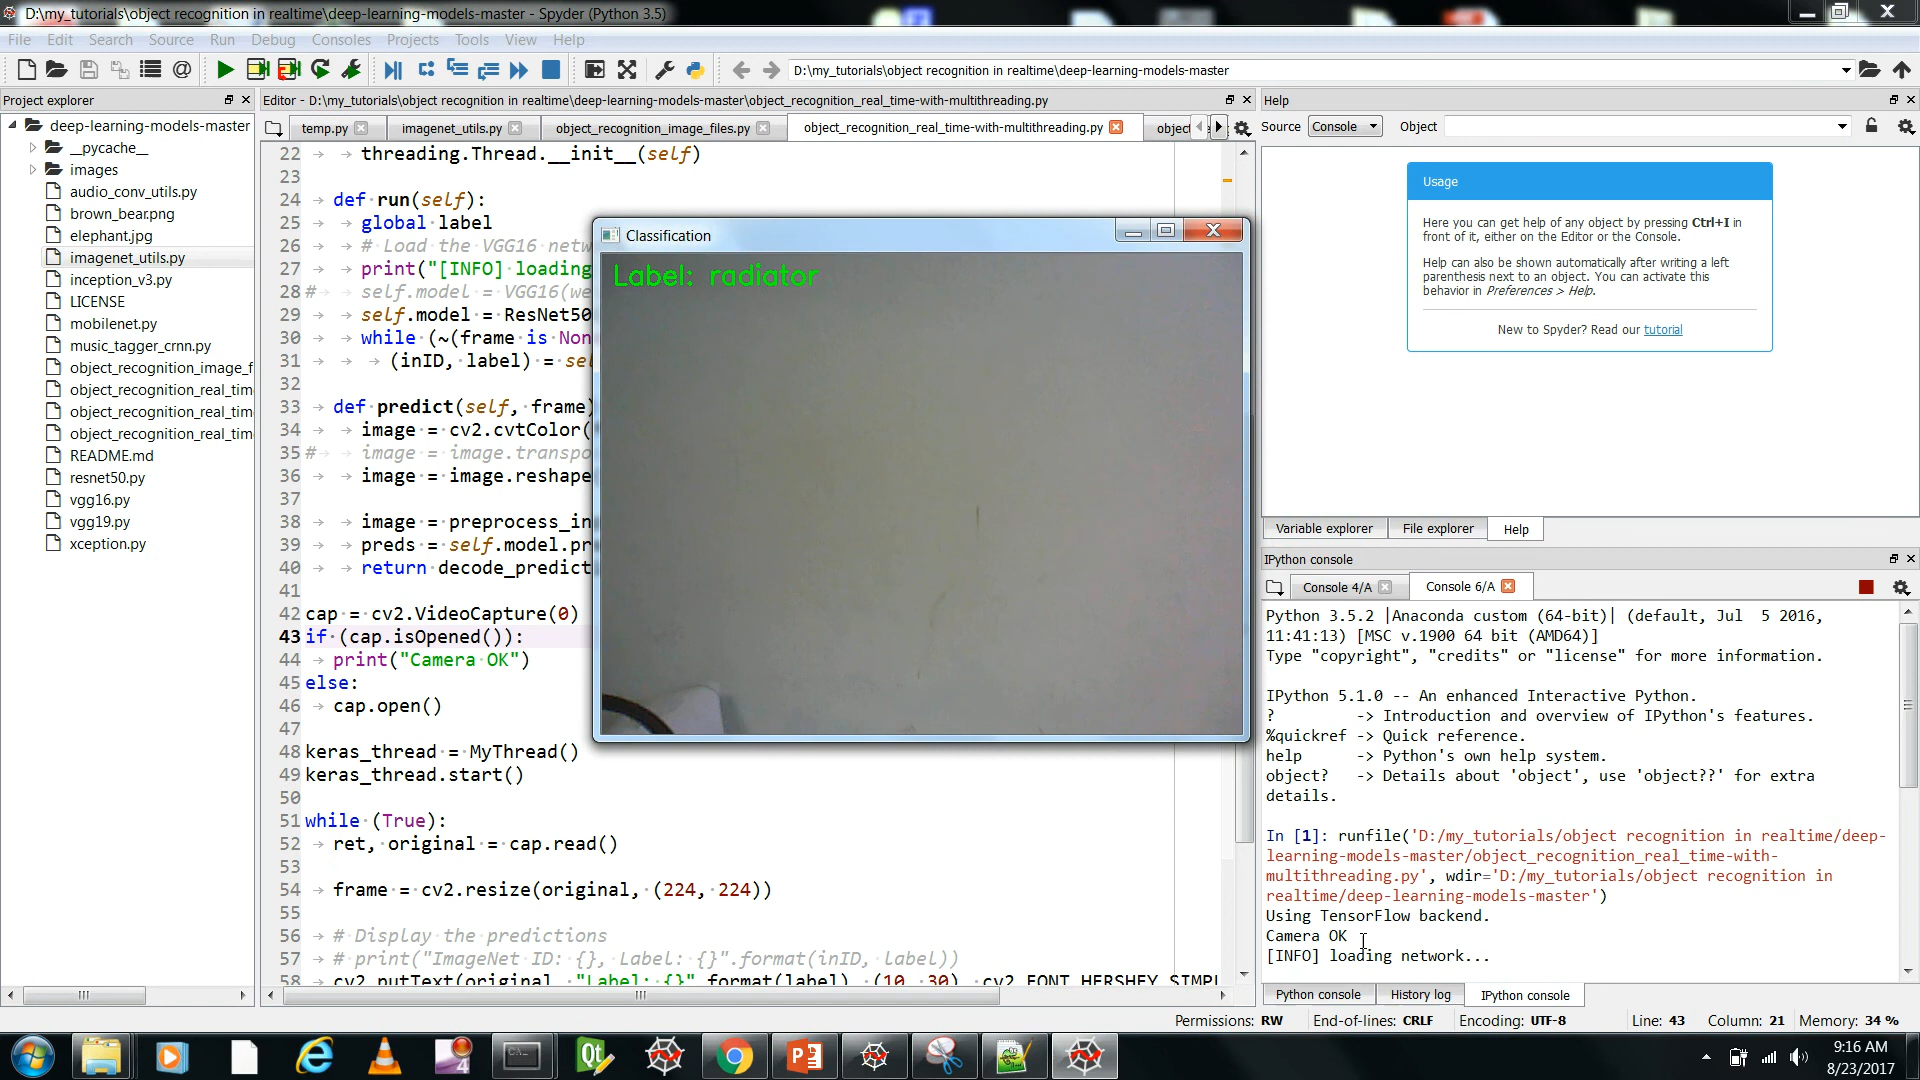 D:\my_tutorials\object recognition in realtime\deep-learning-models-master - Spyder (Python 3.5)
File Edit Search Source Run Debug Consoles Projects Tools View Help
D:\my_tutorials\object recognition in realtime\deep-learning-models-master
Project explorer
deep-learning-models-master
__pycache__
images
audio_conv_utils.py
brown_bear.png
elephant.jpg
imagenet_utils.py
inception_v3.py
LICENSE
mobilenet.py
music_tagger_crnn.py
object_recognition_image_f
object_recognition_real_tim
object_recognition_real_tim
object_recognition_real_tim
README.md
resnet50.py
vgg16.py
vgg19.py
xception.py
Editor - D:\my_tutorials\object recognition in realtime\deep-learning-models-master\object_recognition_real_time-with-multithreading.py
temp.py imagenet_utils.py object_recognition_image_files.py object_recognition_real_time-with-multithreading.py object
22 threading.Thread.__init__(self)
23
24 def run(self):
25 global label
26 # Load the VGG16 netw
27 print("[INFO] loading
28 # self.model = VGG16(we
29 self.model = ResNet50
30 while (~(frame is Non
31 (inID, label) = sel
32
33 def predict(self, frame)
34 image = cv2.cvtColor(
35 # image = image.transpo
36 image = image.reshape
37
38 image = preprocess_in
39 preds = self.model.pr
40 return decode_predict
41
42 cap = cv2.VideoCapture(0)
43 if (cap.isOpened()):
44 print("Camera OK")
45 else:
46 cap.open()
47
48 keras_thread = MyThread()
49 keras_thread.start()
50
51 while (True):
52 ret, original = cap.read()
53
54 frame = cv2.resize(original, (224, 224))
55
56 # Display the predictions
57 # print("ImageNet ID: {}, Label: {}".format(inID, label))
58 cv2.putText(original, "Label: {}".format(label), (10, 30), cv2.FONT_HERSHEY_SIMPL
Classification
Label: radiator
Help
Source Console Object
Usage
Here you can get help of any object by pressing Ctrl+I in
front of it, either on the Editor or the Console.
Help can also be shown automatically after writing a left
parenthesis next to an object. You can activate this
behavior in Preferences > Help.
New to Spyder? Read our tutorial
Variable explorer File explorer Help
IPython console
Console 4/A Console 6/A
Python 3.5.2 |Anaconda custom (64-bit)| (default, Jul  5 2016,
11:41:13) [MSC v.1900 64 bit (AMD64)]
Type "copyright", "credits" or "license" for more information.
IPython 5.1.0 -- An enhanced Interactive Python.
? -> Introduction and overview of IPython's features.
%quickref -> Quick reference.
help -> Python's own help system.
object? -> Details about 'object', use 'object??' for extra
details.
In [1]: runfile('D:/my_tutorials/object recognition in realtime/deep-
learning-models-master/object_recognition_real_time-with-
multithreading.py', wdir='D:/my_tutorials/object recognition in
realtime/deep-learning-models-master')
Using TensorFlow backend.
Camera OK
[INFO] loading network...
Python console History log IPython console
Permissions: RW End-of-lines: CRLF Encoding: UTF-8 Line: 43 Column: 21 Memory: 34 %
9:16 AM
8/23/2017